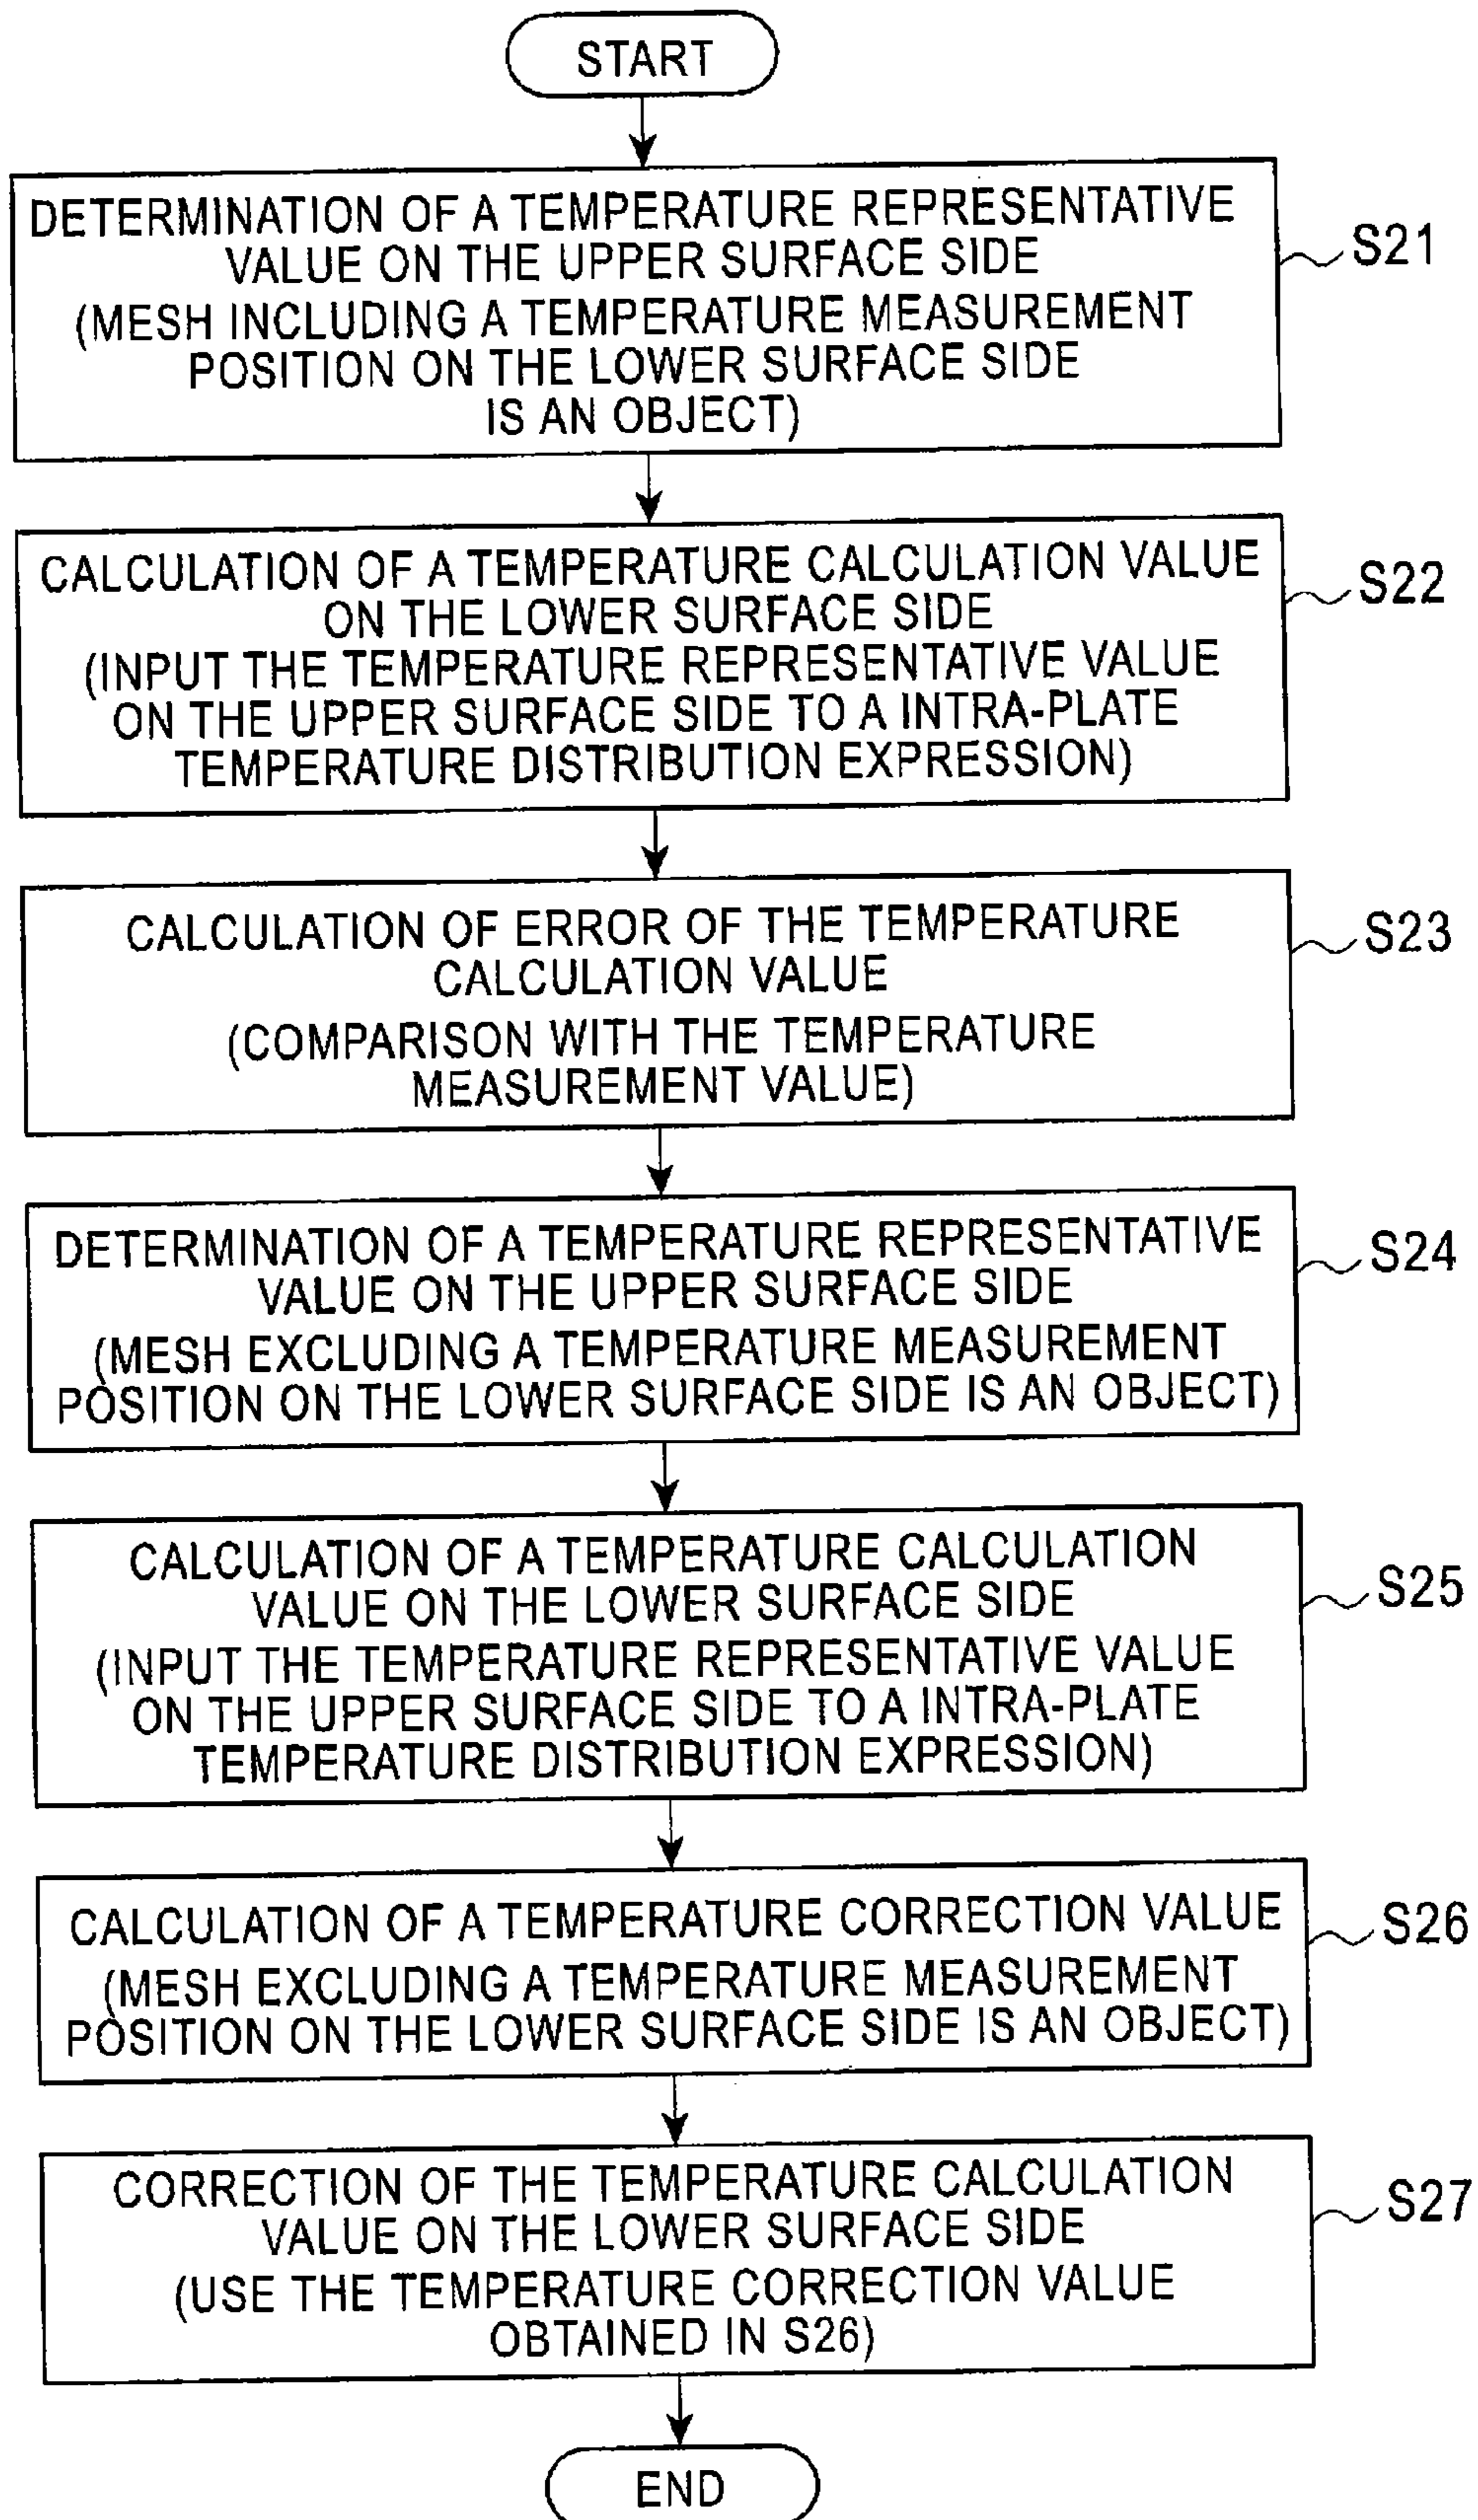 START
DETERMINATION OF A TEMPERATURE REPRESENTATIVE
VALUE ON THE UPPER SURFACE SIDE
(MESH INCLUDING A TEMPERATURE MEASUREMENT
POSITION ON THE LOWER SURFACE SIDE
IS AN OBJECT)
S21
CALCULATION OF A TEMPERATURE CALCULATION VALUE
ON THE LOWER SURFACE SIDE
(INPUT THE TEMPERATURE REPRESENTATIVE VALUE
ON THE UPPER SURFACE SIDE TO A INTRA-PLATE
TEMPERATURE DISTRIBUTION EXPRESSION)
S22
CALCULATION OF ERROR OF THE TEMPERATURE
CALCULATION VALUE
(COMPARISON WITH THE TEMPERATURE
MEASUREMENT VALUE)
S23
DETERMINATION OF A TEMPERATURE REPRESENTATIVE
VALUE ON THE UPPER SURFACE SIDE
(MESH EXCLUDING A TEMPERATURE MEASUREMENT
POSITION ON THE LOWER SURFACE SIDE IS AN OBJECT)
S24
CALCULATION OF A TEMPERATURE CALCULATION
VALUE ON THE LOWER SURFACE SIDE
(INPUT THE TEMPERATURE REPRESENTATIVE VALUE
ON THE UPPER SURFACE SIDE TO A INTRA-PLATE
TEMPERATURE DISTRIBUTION EXPRESSION)
S25
CALCULATION OF A TEMPERATURE CORRECTION VALUE
(MESH EXCLUDING A TEMPERATURE MEASUREMENT
POSITION ON THE LOWER SURFACE SIDE IS AN OBJECT)
S26
CORRECTION OF THE TEMPERATURE CALCULATION
VALUE ON THE LOWER SURFACE SIDE
(USE THE TEMPERATURE CORRECTION VALUE
OBTAINED IN S26)
S27
END